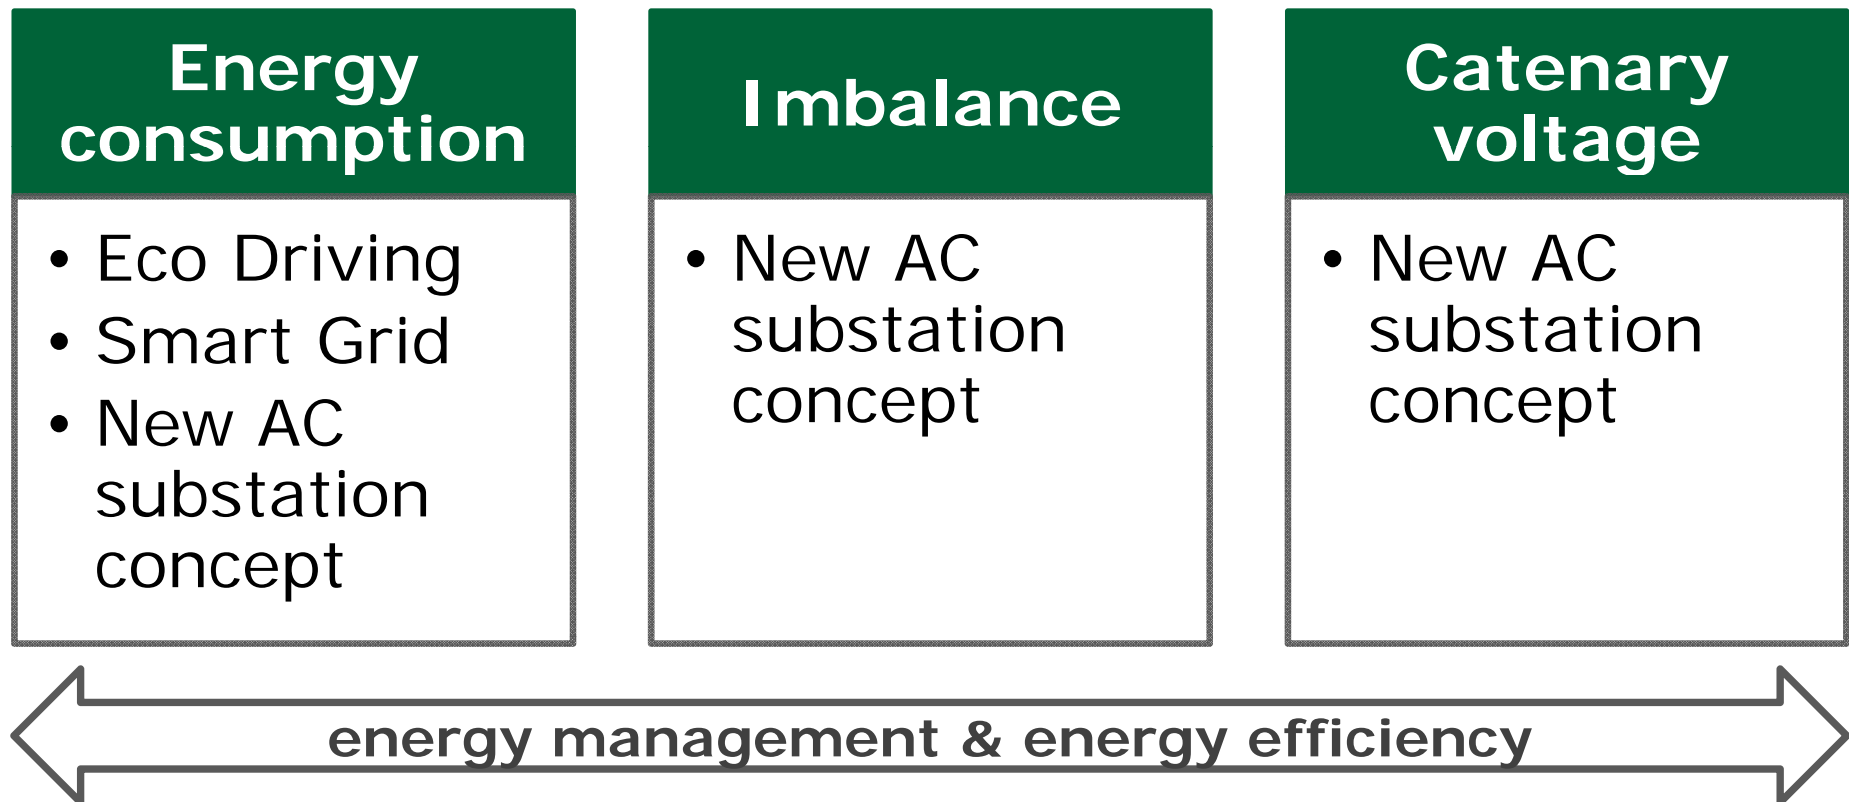 Energy
consumption
• Eco Driving
• Smart Grid
• New AC
substation
concept
Imbalance
• New AC
substation
concept
Catenary
voltage
• New AC
substation
concept
energy management & energy efficiency